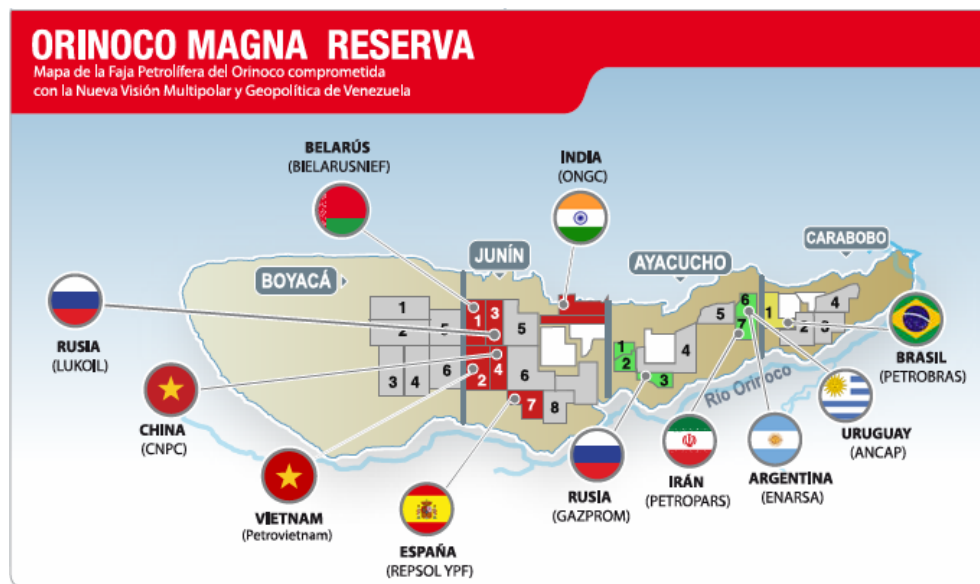 ORINOCO MAGNA RESERVA
Mapa de la Faja Petrolífera del Orinoco comprometida
con la Nueva Visión Multipolar y Geopolítica de Venezuela
BELARÚS
(BIELARUSNIEF)
INDIA
(ONGC)
BOYACÁ
JUNÍN
AYACUCHO
CARABOBO
1
2
5
3
4
6
1
3
5
2
4
6
7
8
1
2
3
4
5
6
7
1
2
3
4
Río Orinoco
RUSIA
(LUKOIL)
CHINA
(CNPC)
VIETNAM
(Petrovietnam)
ESPAÑA
(REPSOL YPF)
RUSIA
(GAZPROM)
IRÁN
(PETROPARS)
ARGENTINA
(ENARSA)
URUGUAY
(ANCAP)
BRASIL
(PETROBRAS)